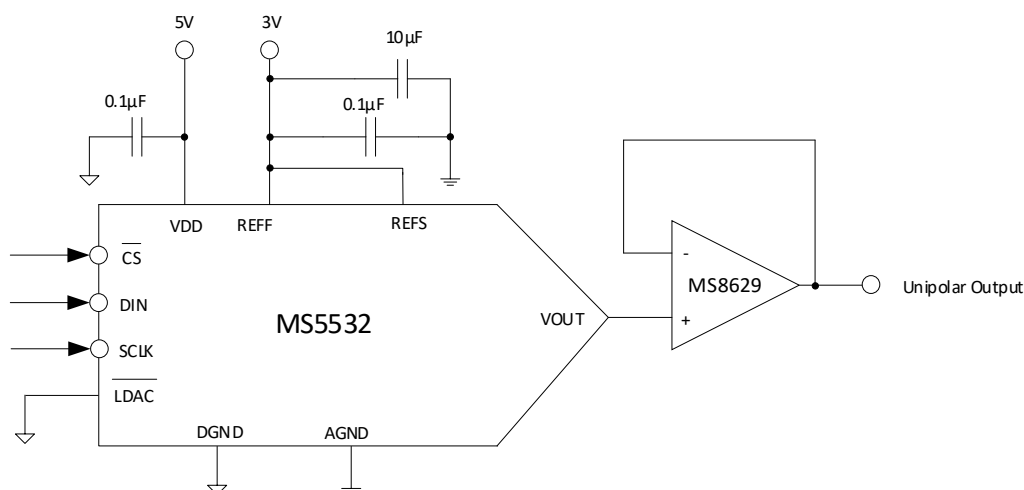 5V
3V
10μF
0.1μF
0.1μF
VDD
REFF
REFS
CS
DIN
SCLK
LDAC
MS5532
VOUT
DGND
AGND
-
MS8629
+
Unipolar Output